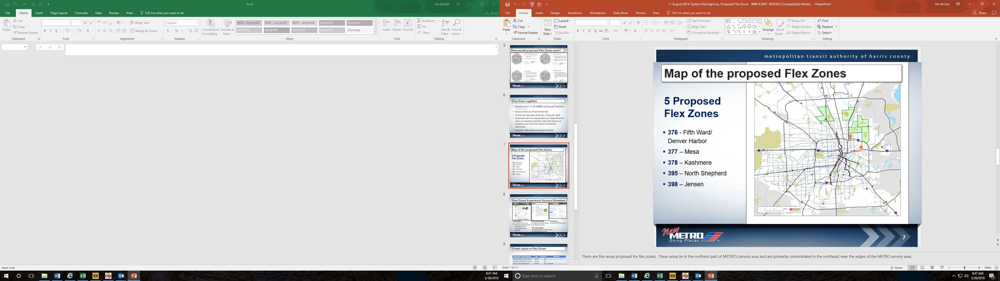 Excel
Jim Archer
File Home Insert Page Layout Formulas Data Review View Tell me what you want to do
Share
Paste
Cut
Copy
Format Painter
Clipboard
Font
Wrap Text
Merge & Center
Alignment
Custom
Number
Conditional Formatting
Format as Table
60% - Accent4 60% - Accent5 60% - Accent6 Accent1 Accent2
Accent3 Accent4 Accent5 Accent6 Comma
Styles
Insert Delete Format
Cells
AutoSum
Fill
Clear
Sort & Filter
Find & Select
Editing
Num Lock
8:47 AM
3/30/2018
11 August 2014 System Reimagining Proposed Flex Zones 080414 SMT REVISED [Compatibility Mode] - PowerPoint
Jim Archer
File Home Insert Design Transitions Animations Slide Show Review View Tell me what you want to do
Share
Paste
Cut
Copy
Format Painter
Clipboard
New Slide
Layout
Reset
Section
Slides
Font
Text Direction
Align Text
Convert to SmartArt
Paragraph
Arrange
Quick Styles
Shape Fill
Shape Outline
Shape Effects
Drawing
Find
Replace
Select
Editing
5
How would proposed Flex Zones work?
6
Flex Zone Logistics
• Allocation of 1 – 2 24' ARBOC vehicles per Flex Zone
• Hourly service to / from transit hub
• 14 hour per day span of service, 7 days per week
• Customers call in to request pick-up / drop-off within
zone; or customers schedule rides with drivers; or
customers can ride from transit hub without
reservation
• Customer information conveyed to driver
7
Map of the proposed Flex Zones
5 Proposed
Flex Zones
8
Flex Zones Experience Success Elsewhere
9
Public Input on Flex Zones
metropolitan transit authority of harris county
Map of the proposed Flex Zones
5 Proposed
Flex Zones
▪ 376 - Fifth Ward/
Denver Harbor
▪ 377 – Mesa
▪ 378 – Kashmere
▪ 395 – North Shepherd
▪ 398 – Jensen
New
METRO
Going Places
7
There are five areas proposed for flex zones. These areas lie in the northern part of METRO's service area and are primarily concentrated in the northeast near the edges of the METRO service area.
Slide 7 of 11
Notes
108%
Type here to search
8:47 AM
3/30/2018